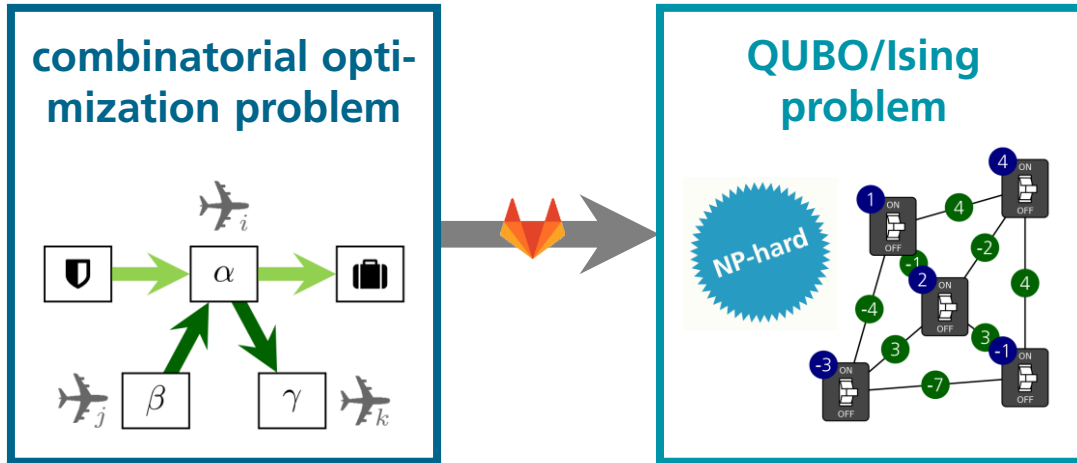 combinatorial opti-
mization problem
i
α
β
j
γ
k
QUBO/Ising
problem
NP-hard
4
ON
OFF
1
ON
OFF
4
-2
-1
2
ON
OFF
4
-4
3
3
-1
ON
OFF
-3
ON
OFF
-7